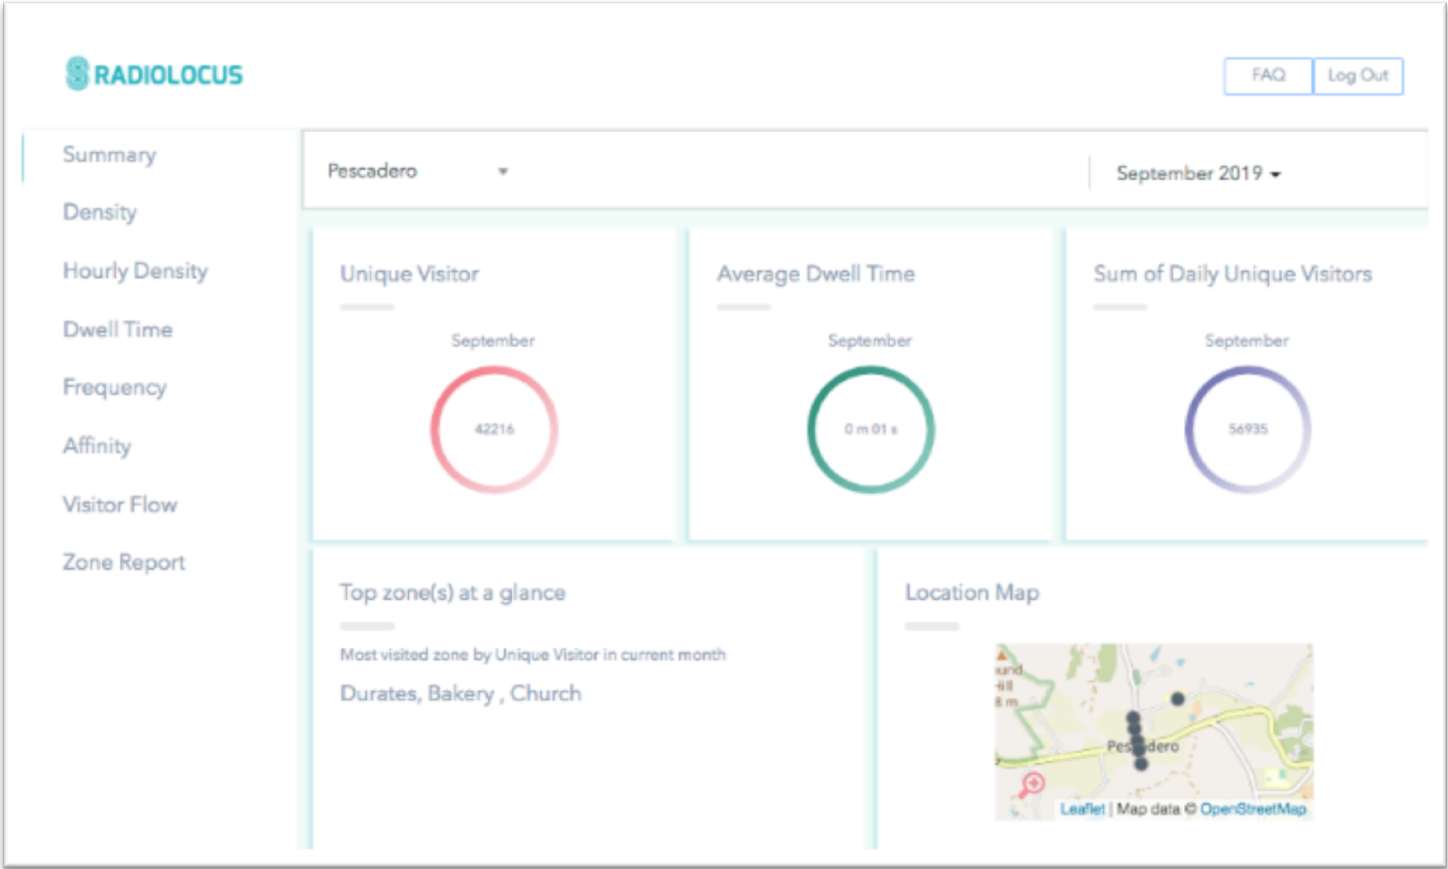 RADIOLOCUS
FAQ
Log Out
Summary
Density
Hourly Density
Dwell Time
Frequency
Affinity
Visitor Flow
Zone Report
Pescadero
September 2019
Unique Visitor
September
42216
Average Dwell Time
September
0 m 01 s
Sum of Daily Unique Visitors
September
56935
Top zone(s) at a glance
Most visited zone by Unique Visitor in current month
Durates, Bakery , Church
Location Map
8 m
Leaflet | Map data © OpenStreetMap